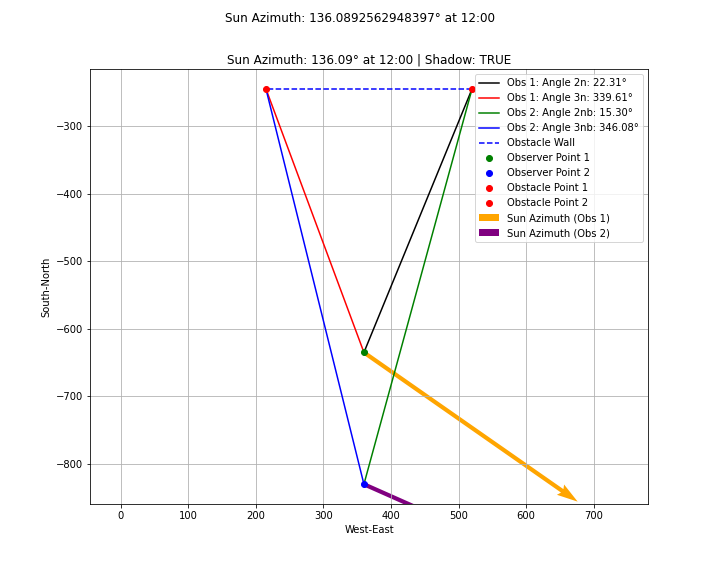 Sun Azimuth: 136.0892562948397° at 12:00
Sun Azimuth: 136.09° at 12:00 | Shadow: TRUE
Obs 1: Angle 2n: 22.31°
Obs 1: Angle 3n: 339.61°
Obs 2: Angle 2nb: 15.30°
Obs 2: Angle 3nb: 346.08°
Obstacle Wall
Observer Point 1
Observer Point 2
Obstacle Point 1
Obstacle Point 2
Sun Azimuth (Obs 1)
Sun Azimuth (Obs 2)
South-North
−300
−400
−500
−600
−700
−800
0 100 200 300 400 500 600 700
West-East